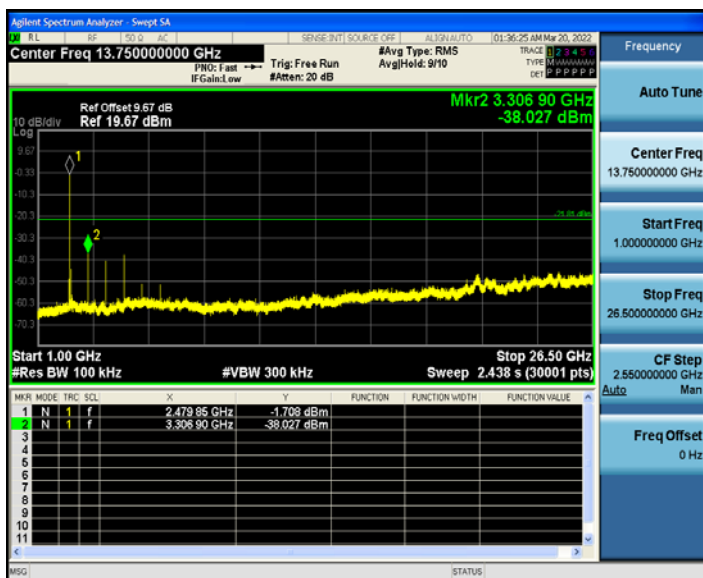 Agilent Spectrum Analyzer - Swept SA
RL RF 50 Ω AC SENSE:INT SOURCE OFF ALIGN AUTO 01:36:25 AM Mar 20, 2022
Center Freq 13.750000000 GHz
PNO: Fast
IFGain:Low
Trig: Free Run
#Atten: 20 dB
#Avg Type: RMS
Avg|Hold: 9/10
TRACE 1 2 3 4 5 6
TYPE M
DET P P P P P P
Frequency
Auto Tune
Center Freq
13.750000000 GHz
Start Freq
1.000000000 GHz
Stop Freq
26.500000000 GHz
CF Step
2.550000000 GHz
Auto Man
Freq Offset
0 Hz
Mkr2 3.306 90 GHz
-38.027 dBm
Ref Offset 9.67 dB
10 dB/div Ref 19.67 dBm
Log
9.67
-0.33
-10.3
-20.3
-30.3
-40.3
-50.3
-60.3
-70.3
1
2
-21.81 dBm
Start 1.00 GHz Stop 26.50 GHz
#Res BW 100 kHz #VBW 300 kHz Sweep 2.438 s (30001 pts)
MKR MODE TRC SCL X Y FUNCTION FUNCTION WIDTH FUNCTION VALUE
1 N 1 f 2.479 85 GHz -1.708 dBm
2 N 1 f 3.306 90 GHz -38.027 dBm
3
4
5
6
7
8
9
10
11
MSG STATUS